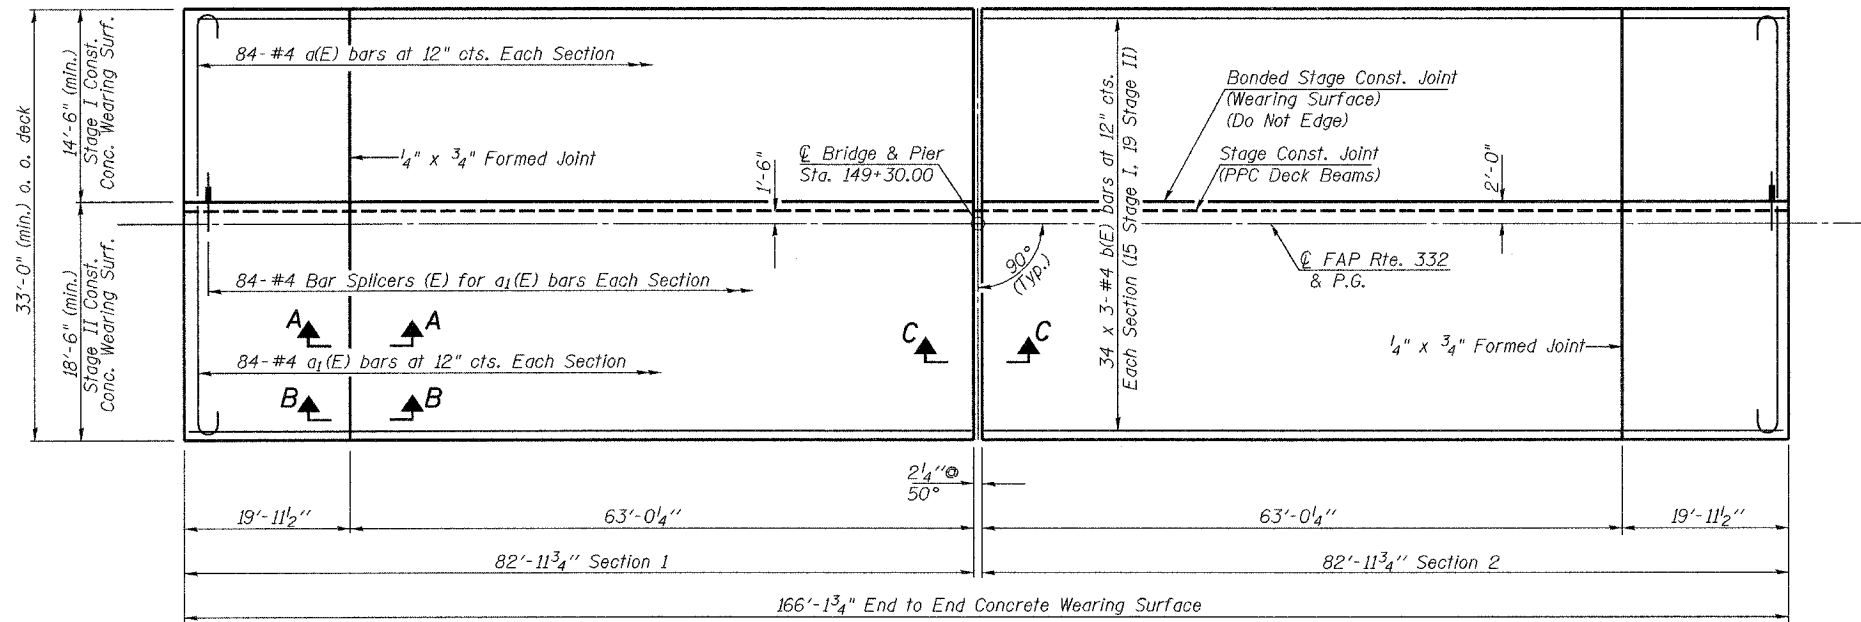 33'-0" (min.) o. o. deck
14'-6" (min.)
Stage I Const.
Conc. Wearing Surf.
18'-6" (min.)
Stage II Const.
Conc. Wearing Surf.
84-#4 a(E) bars at 12" cts. Each Section
1/4" x 3/4" Formed Joint
℄ Bridge & Pier
Sta. 149+30.00
1'-6"
34 x 3-#4 b(E) bars at 12" cts.
Each Section (15 Stage I, 19 Stage II)
Bonded Stage Const. Joint
(Wearing Surface)
(Do Not Edge)
Stage Const. Joint
(PPC Deck Beams)
2'-0"
84-#4 Bar Splicers (E) for a1(E) bars Each Section
90°
(Typ.)
℄ FAP Rte. 332
& P.G.
A A
C C
1/4" x 3/4" Formed Joint
84-#4 a1(E) bars at 12" cts. Each Section
B B
2 1/4" @
50°
19'-11 1/2"
63'-0 1/4"
63'-0 1/4"
19'-11 1/2"
82'-11 3/4" Section 1
82'-11 3/4" Section 2
166'-1 3/4" End to End Concrete Wearing Surface